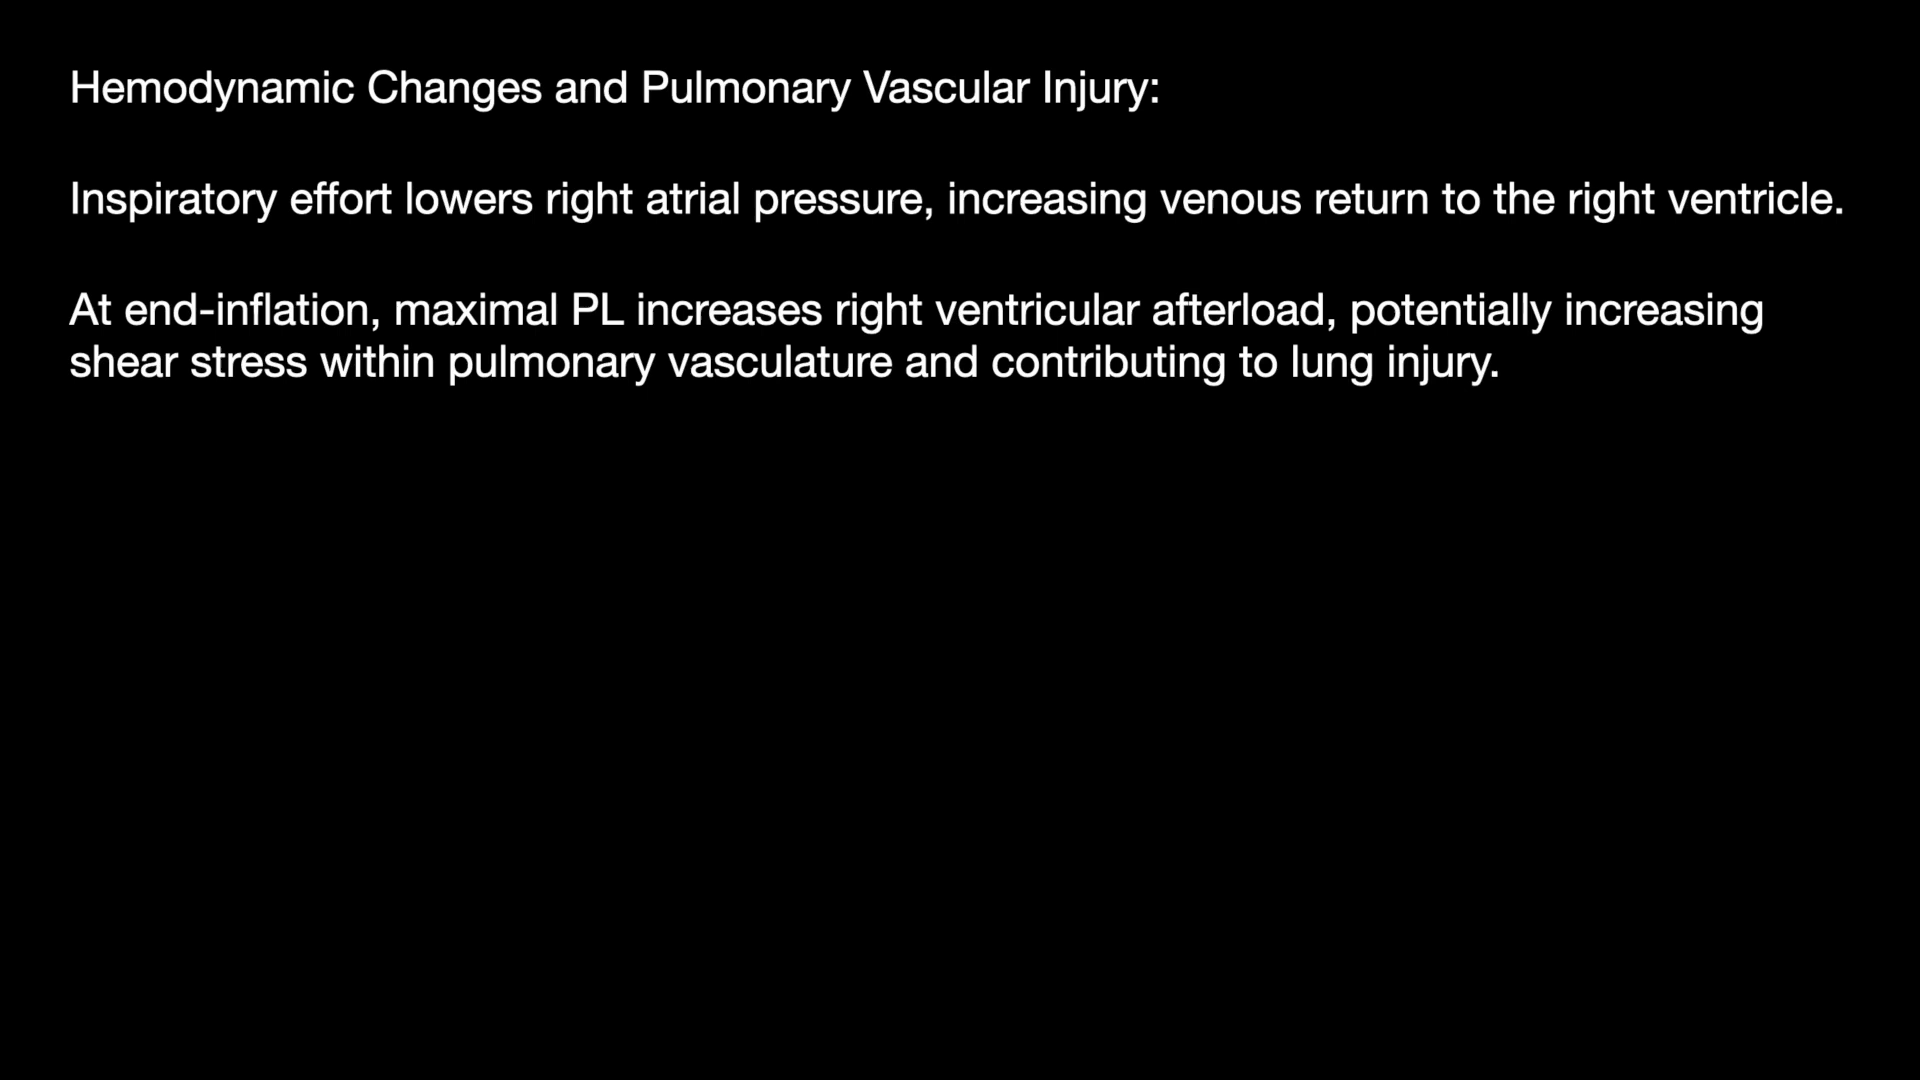 Hemodynamic Changes and Pulmonary Vascular Injury:
Inspiratory effort lowers right atrial pressure, increasing venous return to the right ventricle.
At end-inflation, maximal PL increases right ventricular afterload, potentially increasing
shear stress within pulmonary vasculature and contributing to lung injury.